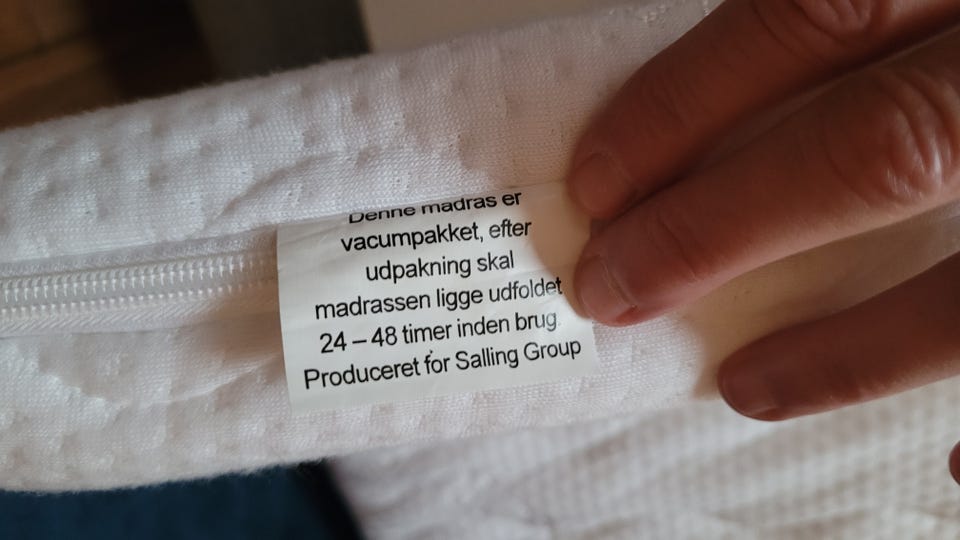 Denne madras er
vacumpakket, efter
udpakning skal
madrassen ligge udfoldet
24 – 48 timer inden brug.
Produceret for Salling Group